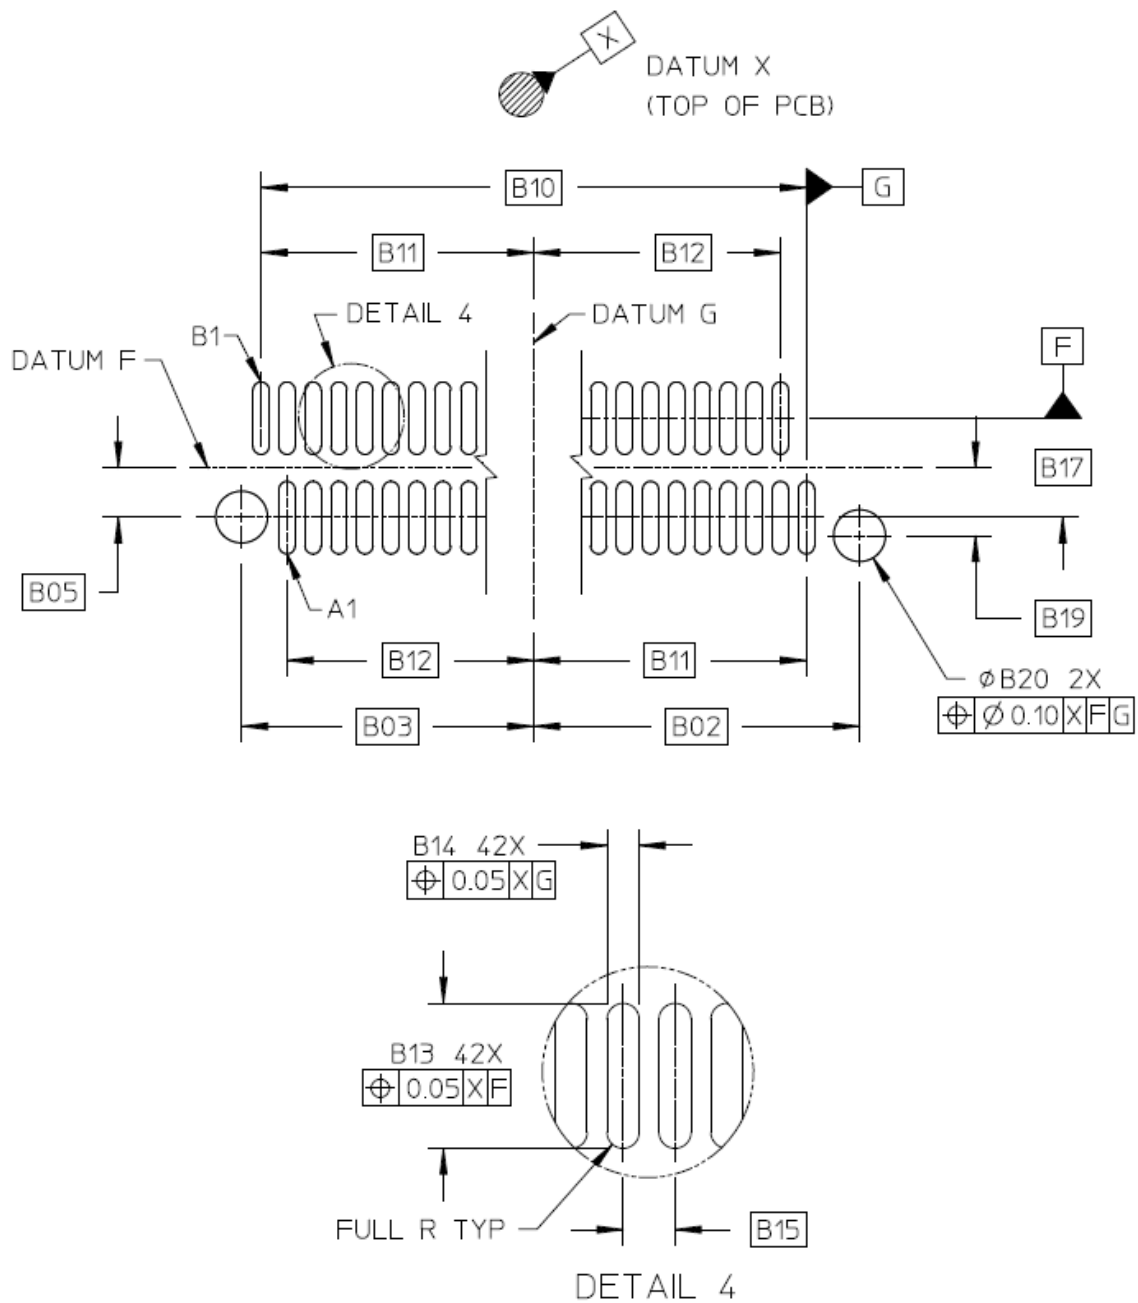 X
DATUM X
(TOP OF PCB)
B10
G
B11
B12
DETAIL 4
DATUM G
B1
DATUM F
F
B17
B05
A1
B19
B12
B11
⌀B20 2X
⌖ ⌀0.10 X F G
B03
B02
B14 42X
⌖ 0.05 X G
B13 42X
⌖ 0.05 X F
FULL R TYP
B15
DETAIL 4